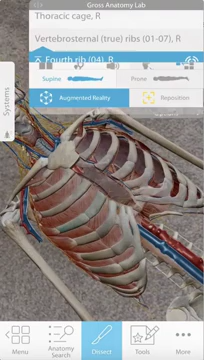 Gross Anatomy Lab
Thoracic cage, R
Vertebrosternal (true) ribs (01-07), R
Fourth rib (04), R
Supine
Prone
Systems
Augmented Reality
Reposition
Menu
Anatomy
Search
Dissect
Tools
More